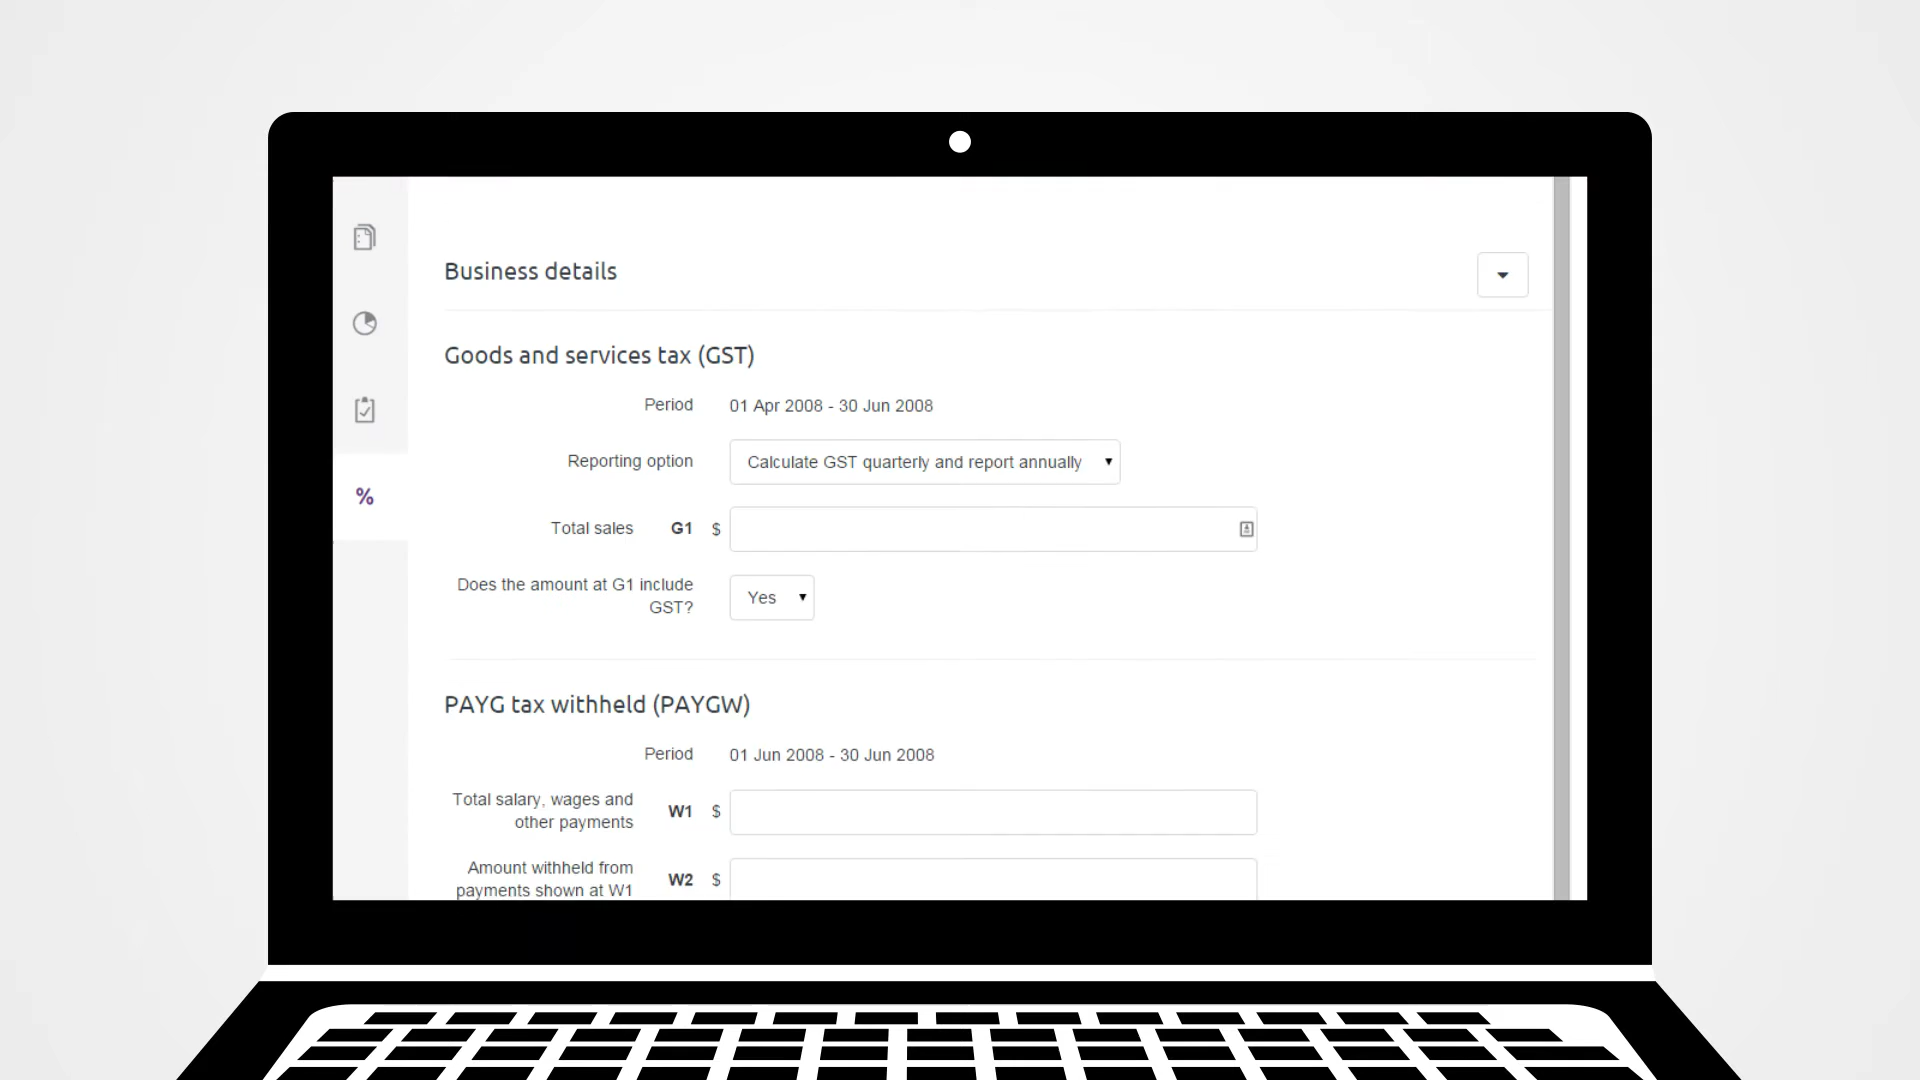 Business details
Goods and services tax (GST)
Period 01 Apr 2008 - 30 Jun 2008
Reporting option Calculate GST quarterly and report annually
Total sales G1 $
Does the amount at G1 include
GST? Yes
PAYG tax withheld (PAYGW)
Period 01 Jun 2008 - 30 Jun 2008
Total salary, wages and
other payments W1 $
Amount withheld from
payments shown at W1 W2 $
%